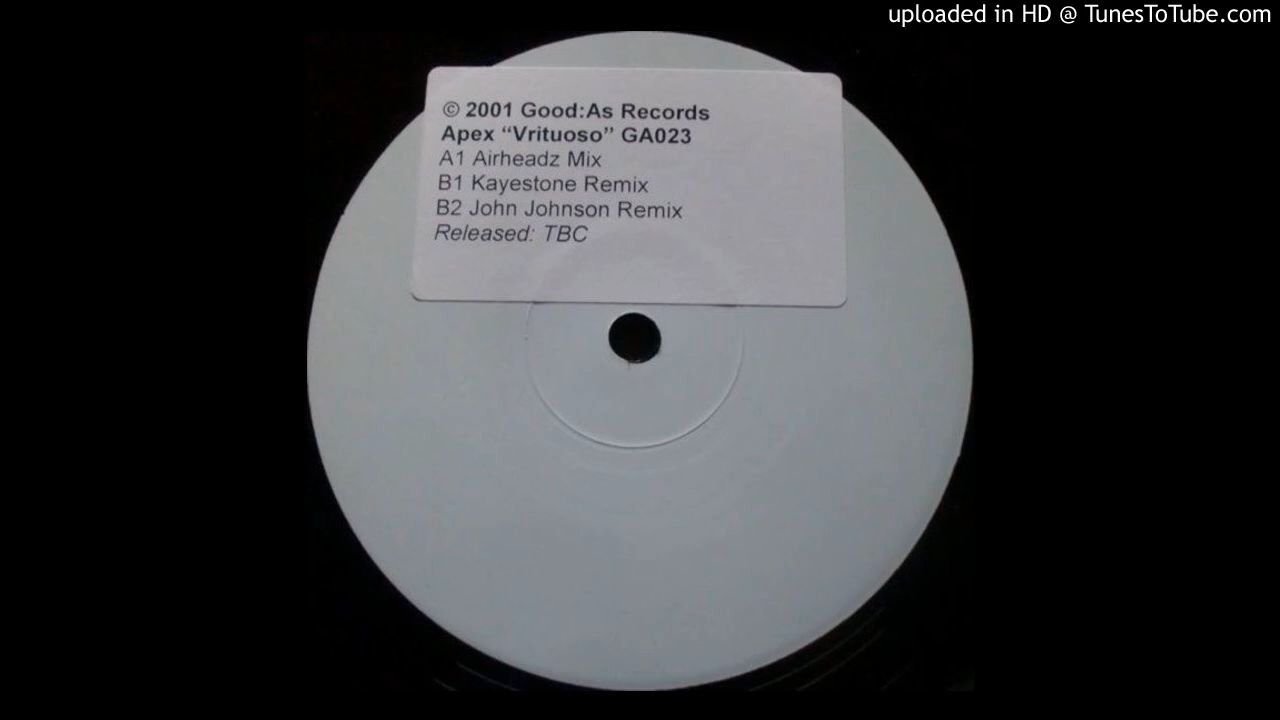 uploaded in HD @ TunesToTube.com
© 2001 Good:As Records
Apex “Vrituoso” GA023
A1 Airheadz Mix
B1 Kayestone Remix
B2 John Johnson Remix
Released: TBC